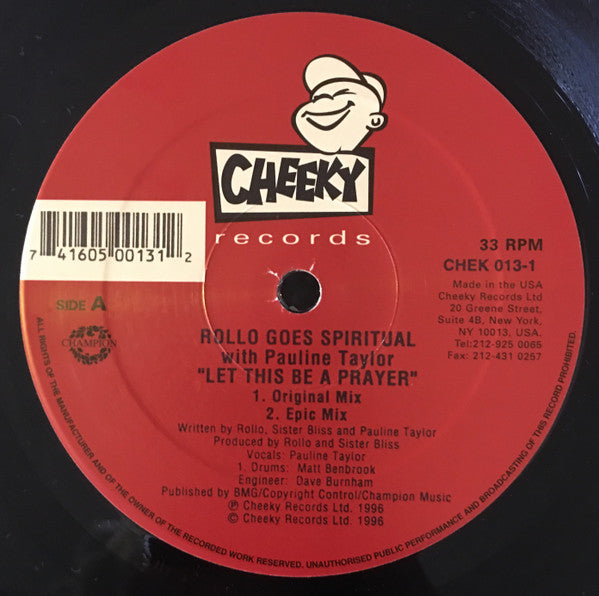 CHEEKY
records
7 41605 00131 2
33 RPM
CHEK 013-1
Made in the USA
Cheeky Records Ltd
20 Greene Street,
Suite 4B, New York,
NY 10013, USA.
Tel:212-925 0065
Fax: 212-431 0257
SIDE A
CHAMPION
ROLLO GOES SPIRITUAL
with Pauline Taylor
"LET THIS BE A PRAYER"
1. Original Mix
2. Epic Mix
Written by Rollo, Sister Bliss and Pauline Taylor
Produced by Rollo and Sister Bliss
Vocals: Pauline Taylor
1. Drums: Matt Benbrook
Engineer: Dave Burnham
Published by BMG/Copyright Control/Champion Music
℗ Cheeky Records Ltd. 1996
© Cheeky Records Ltd. 1996
ALL RIGHTS OF THE MANUFACTURER AND OF THE OWNER OF THE RECORDED WORK RESERVED. UNAUTHORISED PUBLIC PERFORMANCE AND BROADCASTING OF THIS RECORD PROHIBITED.